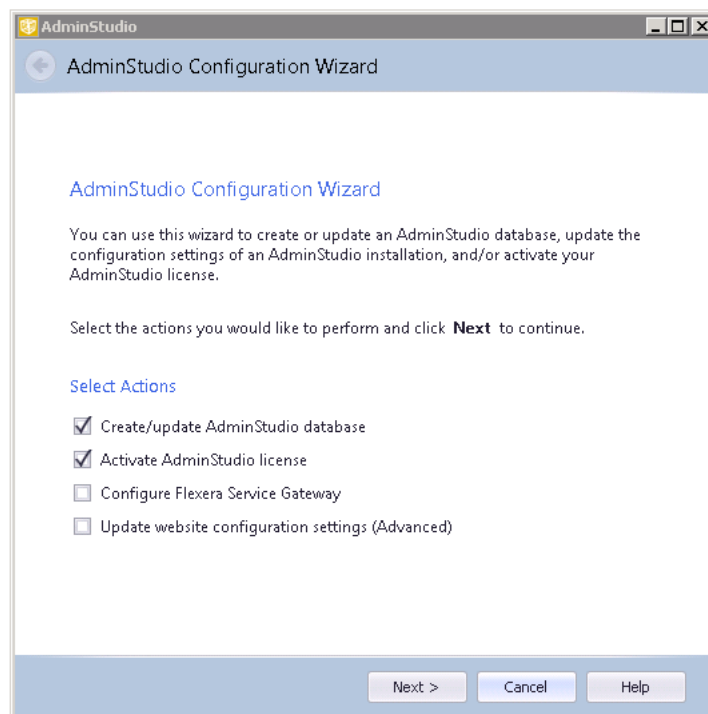 AdminStudio
AdminStudio Configuration Wizard
AdminStudio Configuration Wizard
You can use this wizard to create or update an AdminStudio database, update the
configuration settings of an AdminStudio installation, and/or activate your
AdminStudio license.
Select the actions you would like to perform and click Next to continue.
Select Actions
Create/update AdminStudio database
Activate AdminStudio license
Configure Flexera Service Gateway
Update website configuration settings (Advanced)
Next > Cancel Help